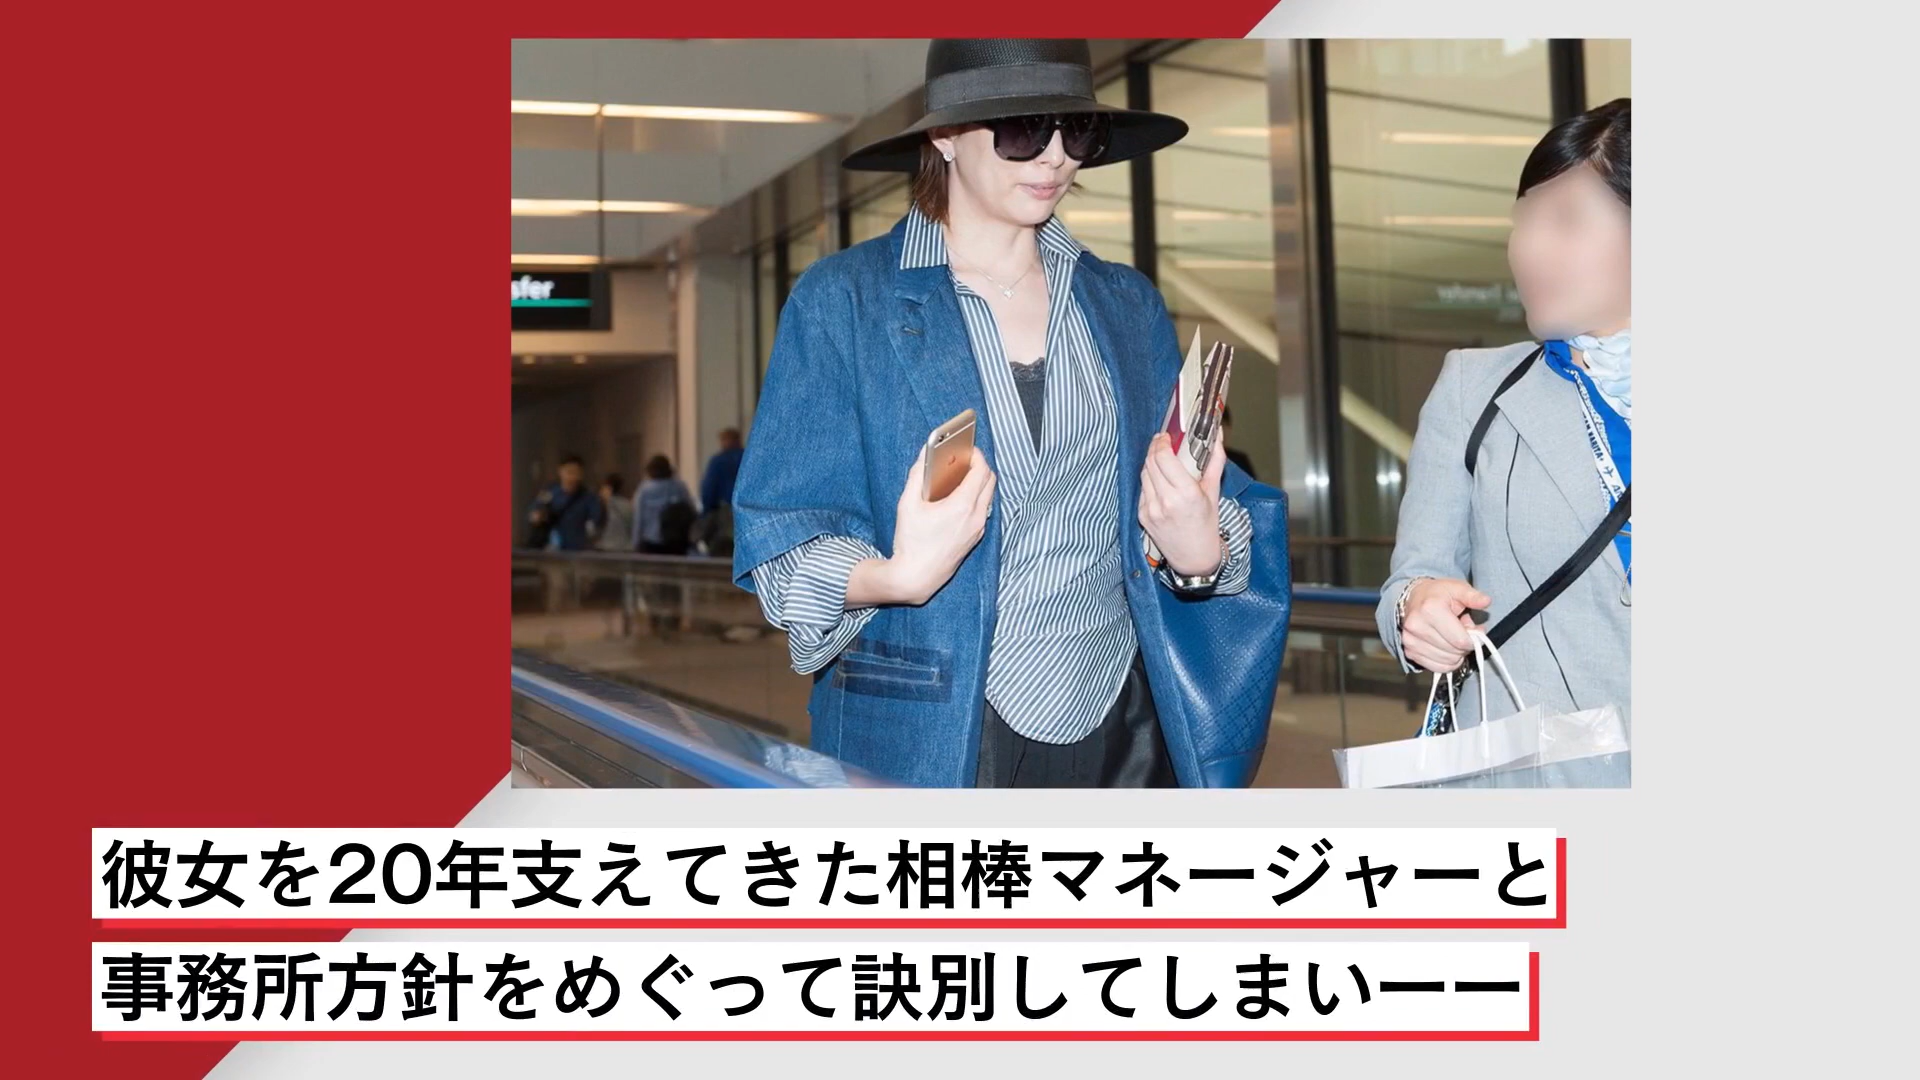 sfer
彼女を20年支えてきた相棒マネージャーと
事務所方針をめぐって訣別してしまいーー